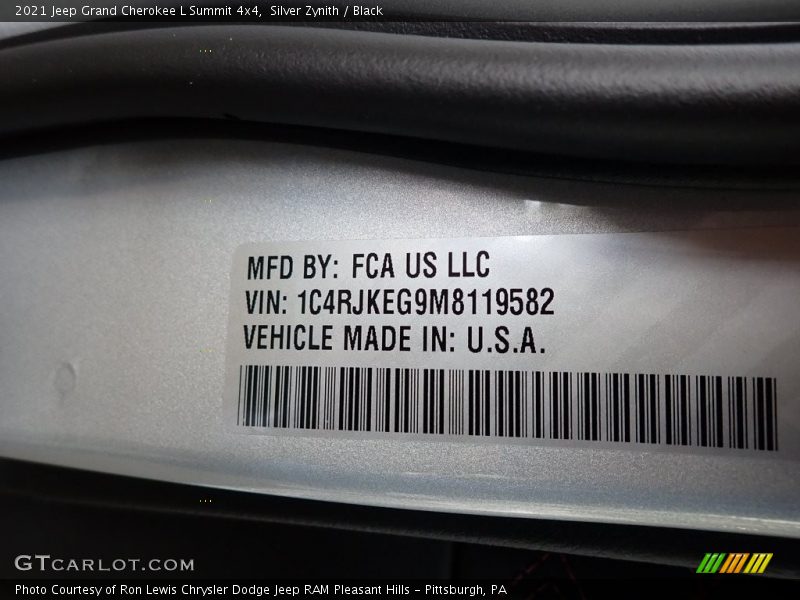 2021 Jeep Grand Cherokee L Summit 4x4,  Silver Zynith / Black
MFD BY: FCA US LLC
VIN: 1C4RJKEG9M8119582
VEHICLE MADE IN: U.S.A.
GTCARLOT.COM
Photo Courtesy of Ron Lewis Chrysler Dodge Jeep RAM Pleasant Hills - Pittsburgh, PA